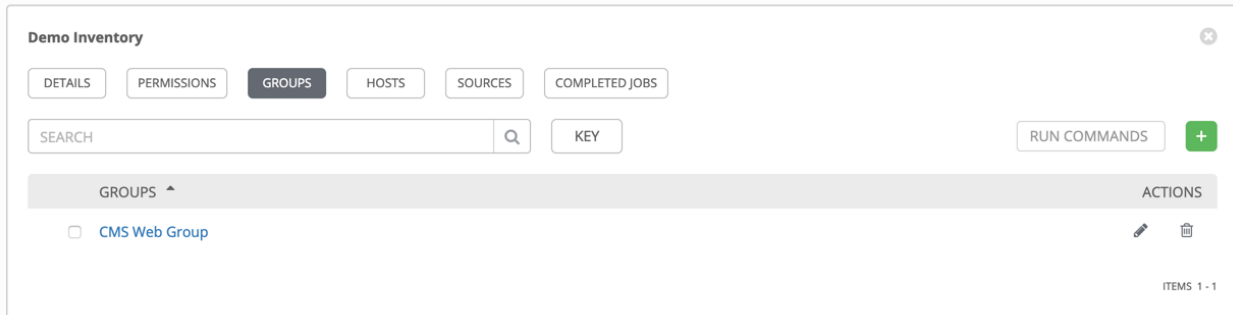 Demo Inventory
DETAILS PERMISSIONS GROUPS HOSTS SOURCES COMPLETED JOBS
SEARCH KEY RUN COMMANDS +
GROUPS ACTIONS
CMS Web Group
ITEMS 1 - 1